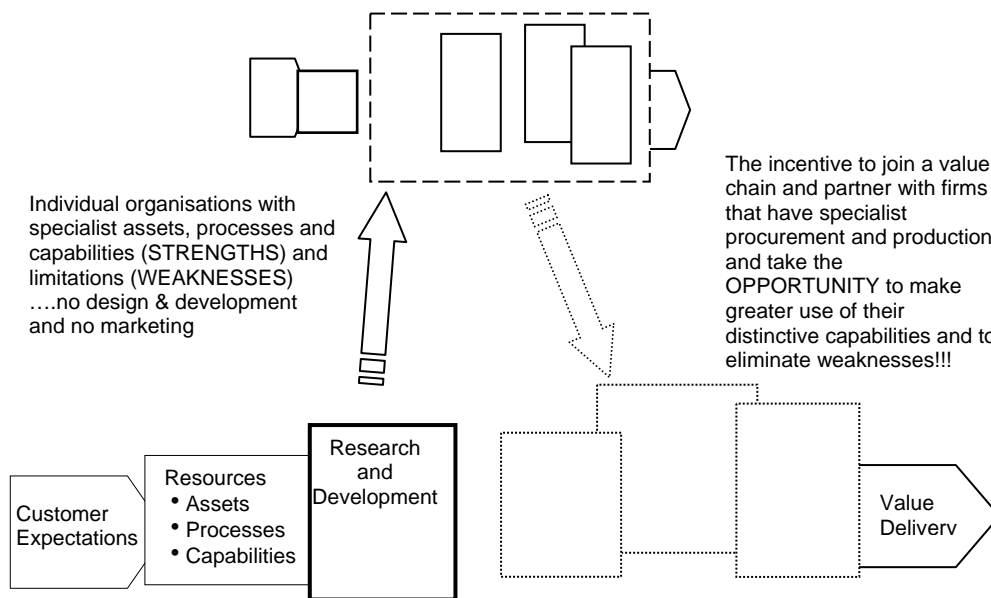 Individual organisations with
specialist assets, processes and
capabilities (STRENGTHS) and
limitations (WEAKNESSES)
….no design & development
and no marketing
The incentive to join a value
chain and partner with firms
that have specialist
procurement and production
and take the
OPPORTUNITY to make
greater use of their
distinctive capabilities and to
eliminate weaknesses!!!
Customer
Expectations
Resources
• Assets
• Processes
• Capabilities
Research
and
Development
Value
Delivery